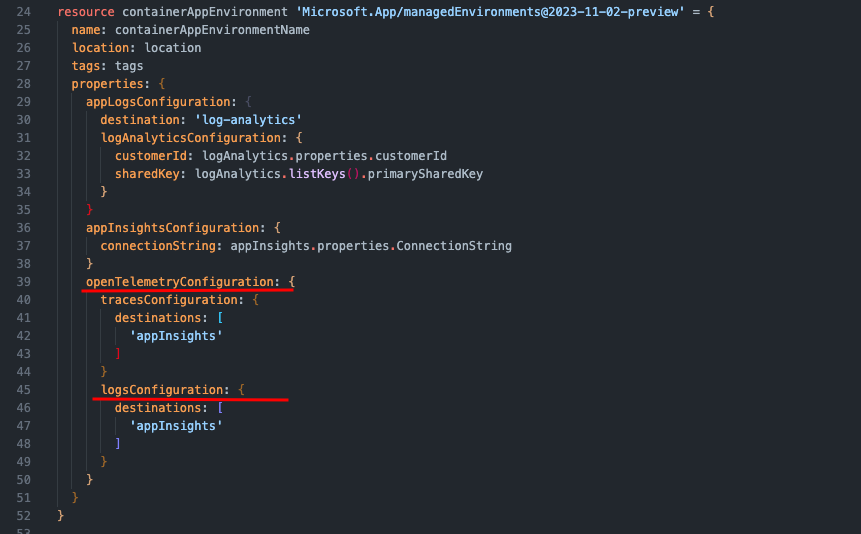 24 resource containerAppEnvironment 'Microsoft.App/managedEnvironments@2023-11-02-preview' = {
25   name: containerAppEnvironmentName
26   location: location
27   tags: tags
28   properties: {
29     appLogsConfiguration: {
30       destination: 'log-analytics'
31       logAnalyticsConfiguration: {
32         customerId: logAnalytics.properties.customerId
33         sharedKey: logAnalytics.listKeys().primarySharedKey
34       }
35     }
36     appInsightsConfiguration: {
37       connectionString: appInsights.properties.ConnectionString
38     }
39     openTelemetryConfiguration: {
40       tracesConfiguration: {
41         destinations: [
42           'appInsights'
43         ]
44       }
45       logsConfiguration: {
46         destinations: [
47           'appInsights'
48         ]
49       }
50     }
51   }
52 }
53